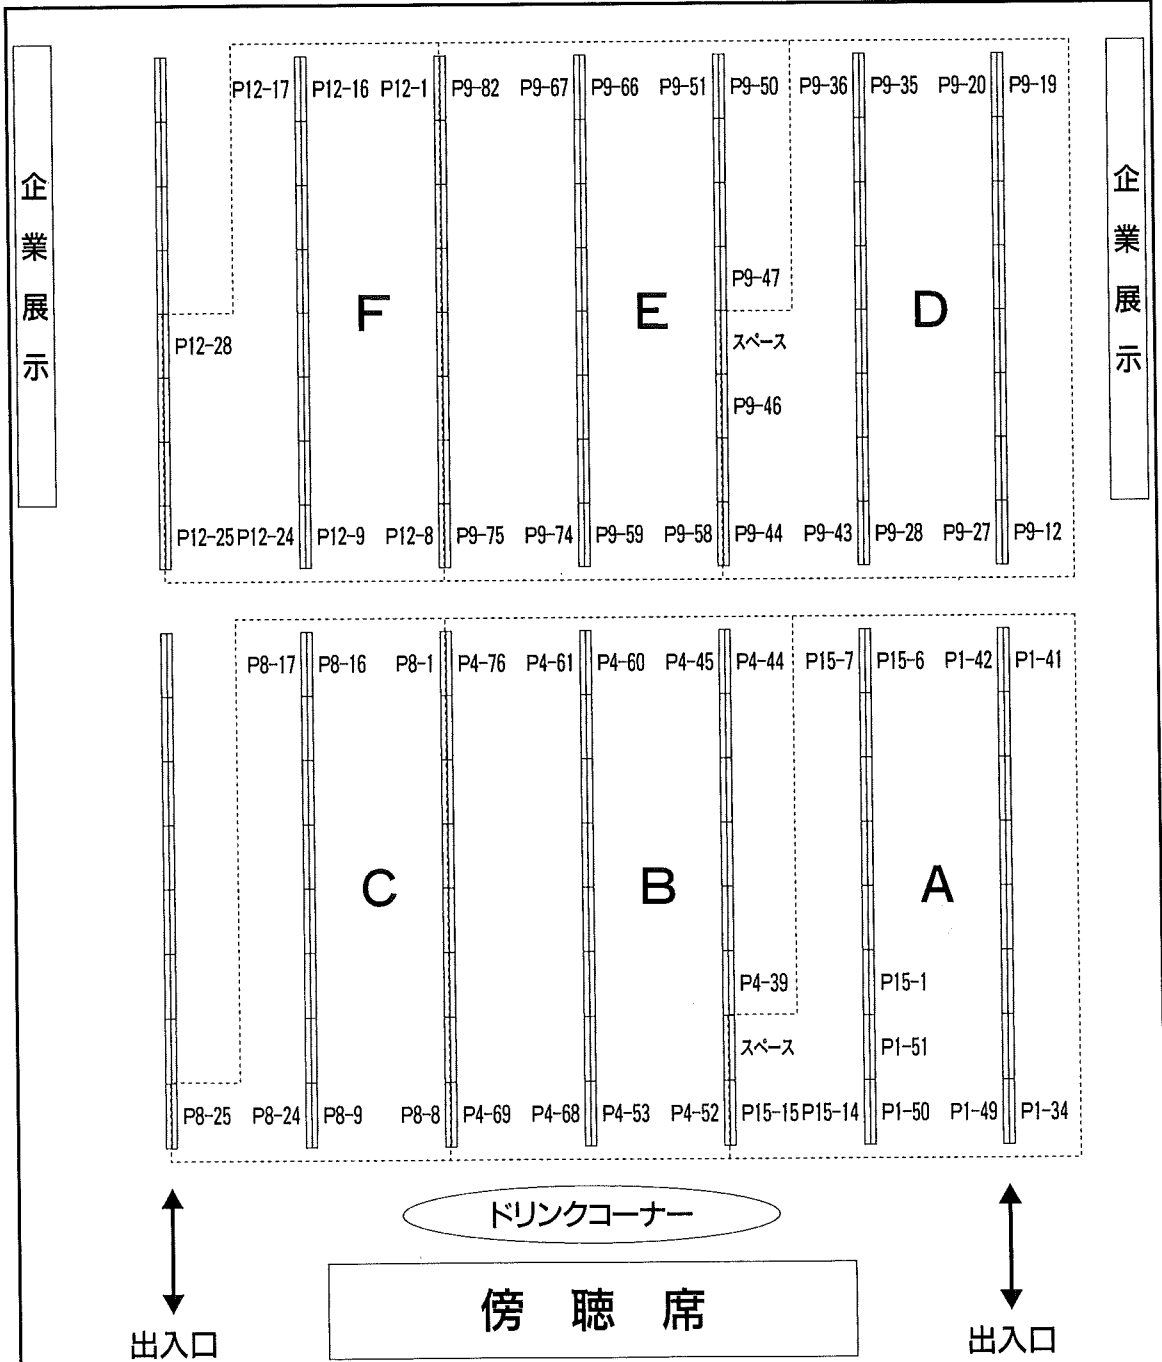 P12-17 P12-16 P12-1 P9-82 P9-67 P9-66 P9-51 P9-50 P9-36 P9-35 P9-20 P9-19
企業展示
企業展示
P9-47
F E D
P12-28 スペース
P9-46
P12-25 P12-24 P12-9 P12-8 P9-75 P9-74 P9-59 P9-58 P9-44 P9-43 P9-28 P9-27 P9-12
P8-17 P8-16 P8-1 P4-76 P4-61 P4-60 P4-45 P4-44 P15-7 P15-6 P1-42 P1-41
C B A
P4-39 P15-1
スペース P1-51
P8-25 P8-24 P8-9 P8-8 P4-69 P4-68 P4-53 P4-52 P15-15 P15-14 P1-50 P1-49 P1-34
ドリンクコーナー
傍聴席
出入口 出入口